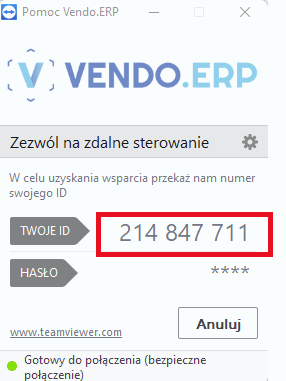 Pomoc Vendo.ERP
VENDO.ERP
Zezwól na zdalne sterowanie
W celu uzyskania wsparcia przekaż nam numer
swojego ID
TWOJE ID
214 847 711
HASŁO
****
www.teamviewer.com
Anuluj
Gotowy do połączenia (bezpieczne
połączenie)